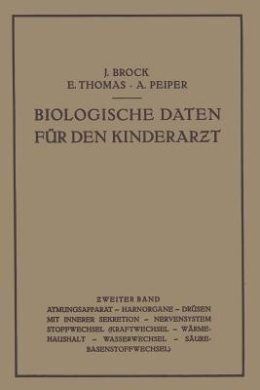 J. BROCK
E. THOMAS - A. PEIPER
BIOLOGISCHE DATEN
FÜR DEN KINDERARZT
ZWEITER BAND
ATMUNGSAPPARAT – HARNORGANE – DRÜSEN
MIT INNERER SEKRETION – NERVENSYSTEM
STOFFWECHSEL (KRAFTWECHSEL – WÄRME-
HAUSHALT – WASSERWECHSEL – SÄURE-
BASENSTOFFWECHSEL)